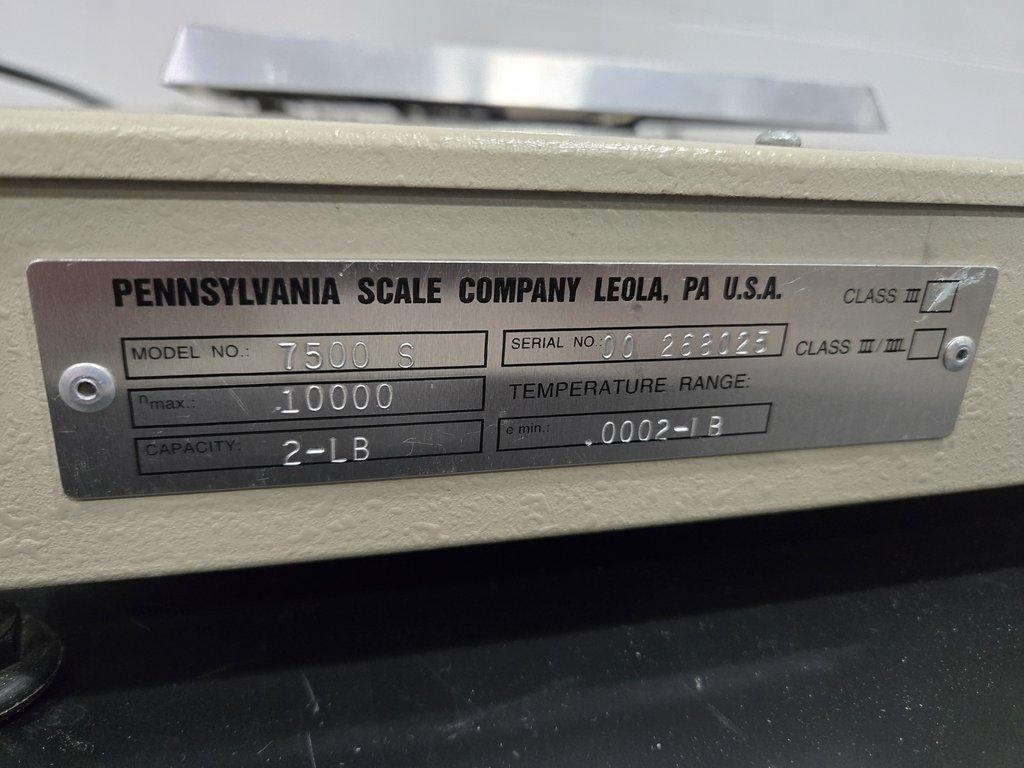 PENNSYLVANIA SCALE COMPANY LEOLA, PA U.S.A.
CLASS III
MODEL NO.: 7500 S
SERIAL NO.: 00 268025
CLASS III/IIIL
nmax.: 10000
TEMPERATURE RANGE:
CAPACITY: 2-LB
e min.: .0002-LB